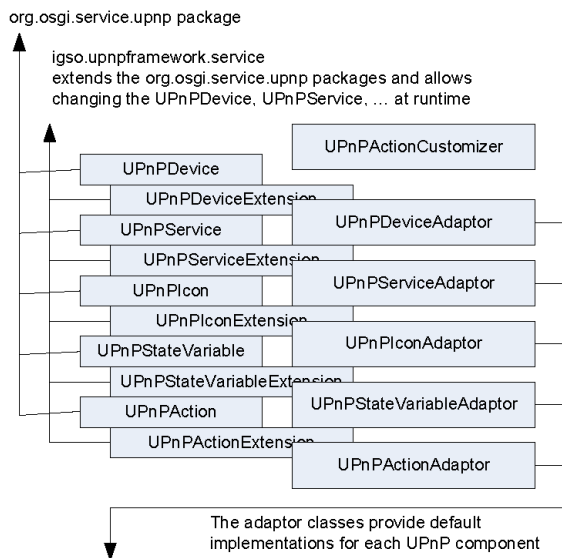 org.osgi.service.upnp package
igso.upnpframework.service
extends the org.osgi.service.upnp packages and allows
changing the UPnPDevice, UPnPService, ... at runtime
UPnPActionCustomizer
UPnPDevice
UPnPDeviceExtension
UPnPDeviceAdaptor
UPnPService
UPnPServiceExtension
UPnPServiceAdaptor
UPnPIcon
UPnPIconExtension
UPnPIconAdaptor
UPnPStateVariable
UPnPStateVariableExtension
UPnPStateVariableAdaptor
UPnPAction
UPnPActionExtension
UPnPActionAdaptor
The adaptor classes provide default
implementations for each UPnP component